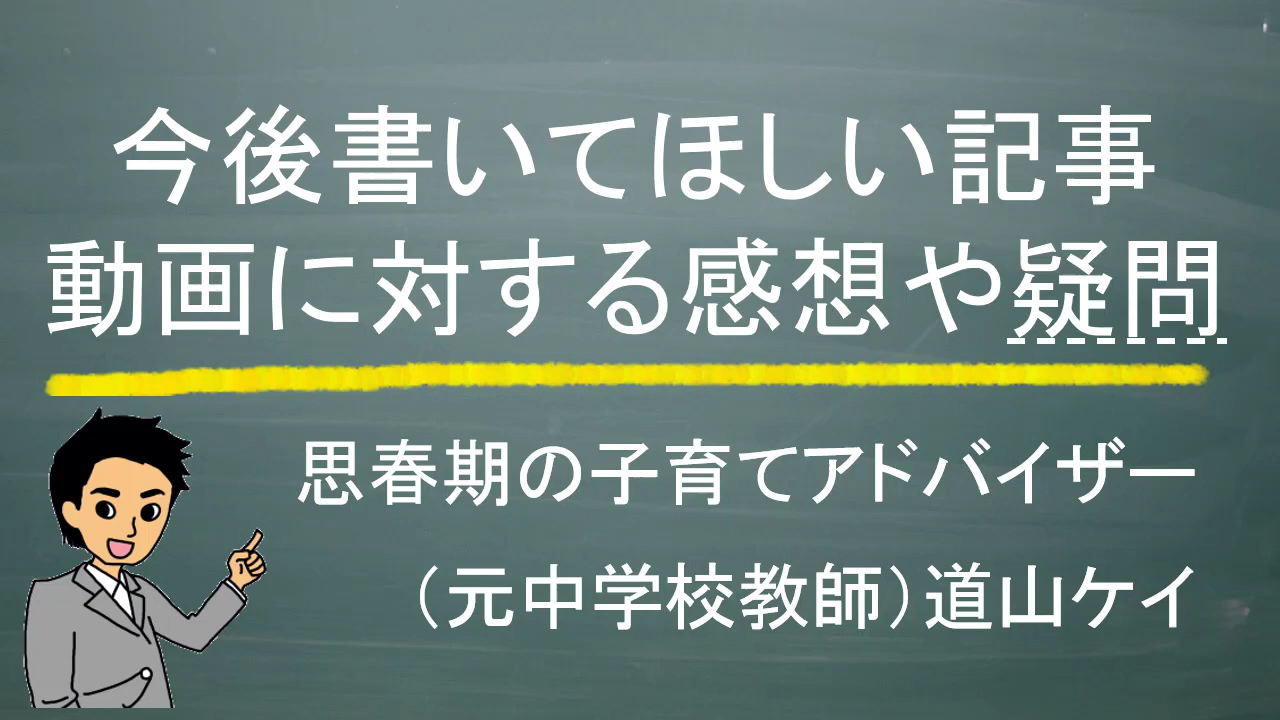 今後書いてほしい記事
動画に対する感想や疑問
思春期の子育てアドバイザー
（元中学校教師）道山ケイ